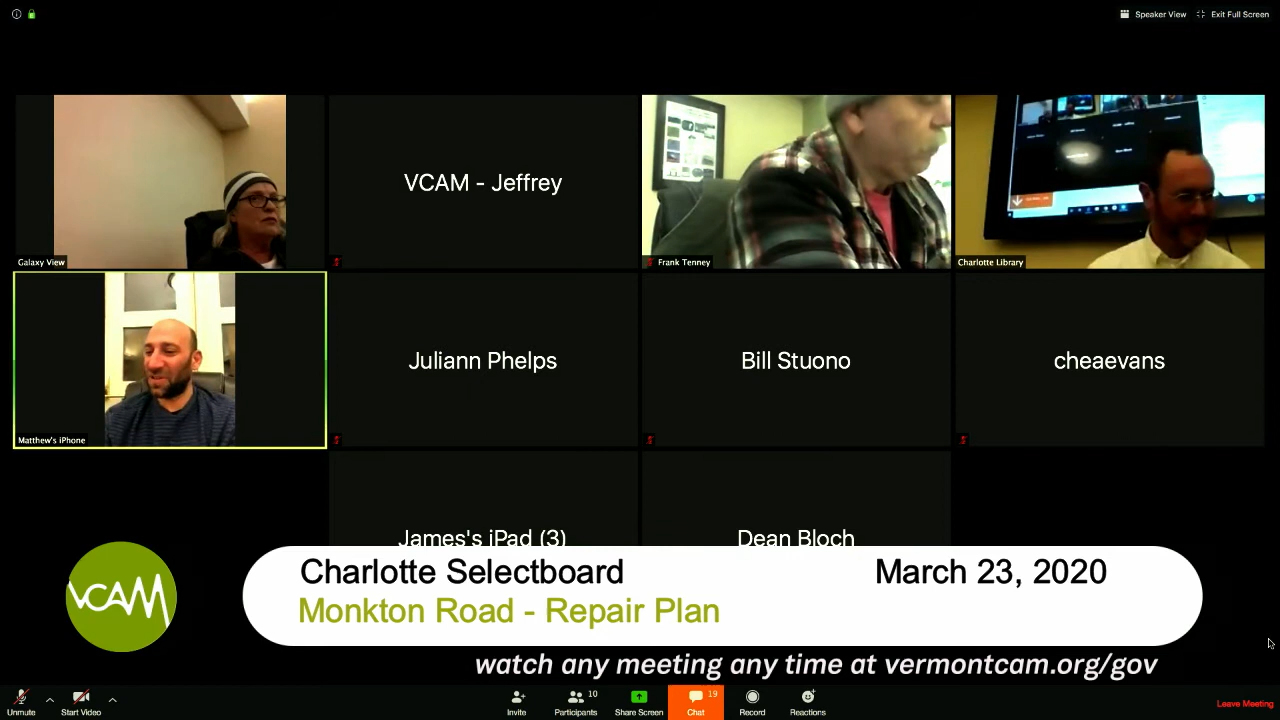 Speaker View
Exit Full Screen
VCAM - Jeffrey
Galaxy View
Frank Tenney
Charlotte Library
Juliann Phelps
Bill Stuono
cheaevans
Matthew's iPhone
James's iPad (3)
Dean Bloch
VCAM
Charlotte Selectboard
March 23, 2020
Monkton Road - Repair Plan
watch any meeting any time at vermontcam.org/gov
Unmute
Start Video
Invite
Participants
10
Share Screen
Chat
19
Record
Reactions
Leave Meeting